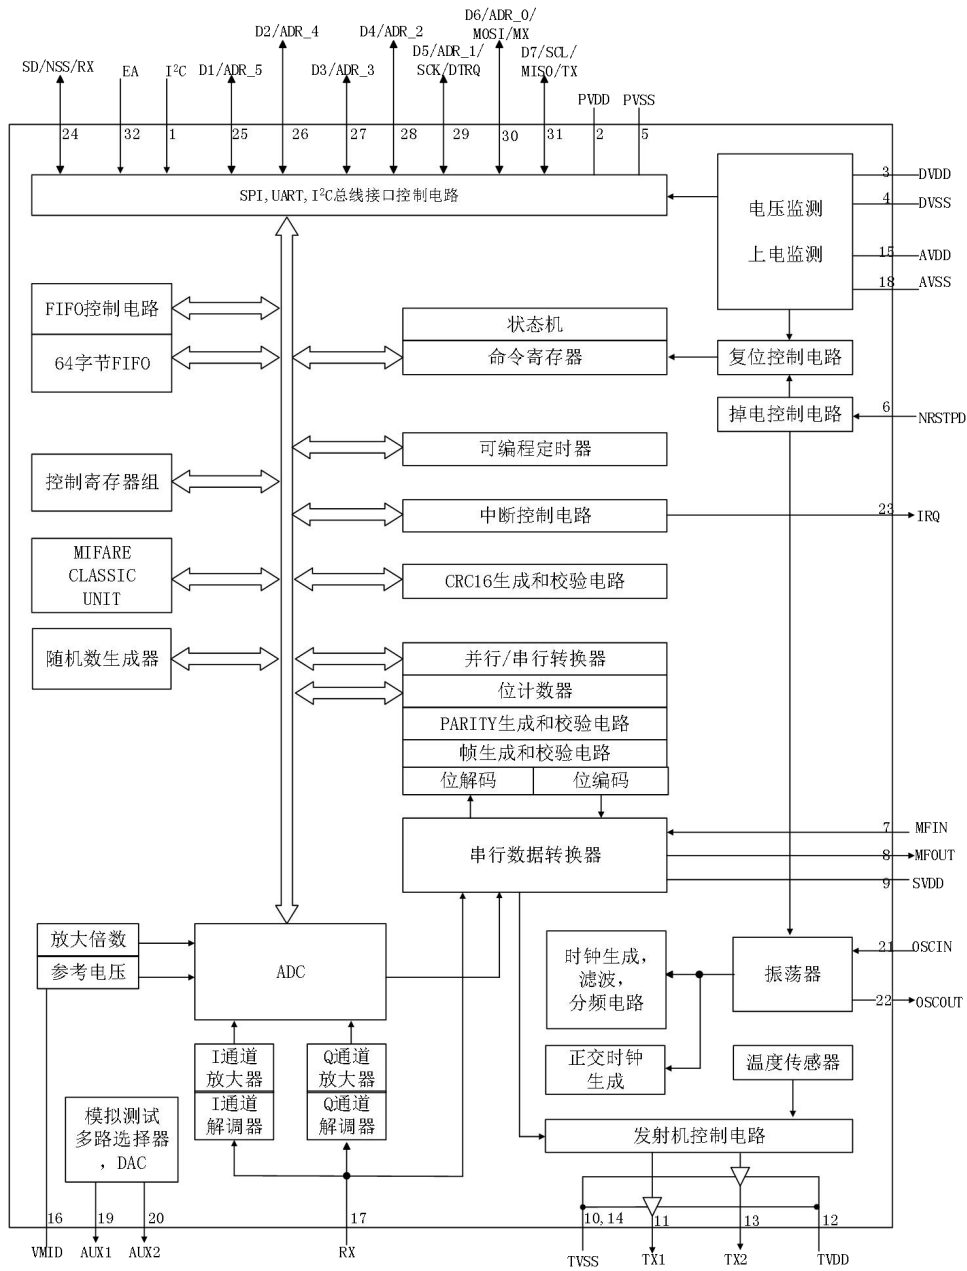 D6/ADR_0/
MOSI/MX
D2/ADR_4
D4/ADR_2
D5/ADR_1/
SCK/DTRQ
D7/SCL/
MISO/TX
SD/NSS/RX
EA
I²C
D1/ADR_5
D3/ADR_3
PVDD
PVSS
24
32
1
25
26
27
28
29
30
31
2
5
SPI,UART,I²C总线接口控制电路
电压监测
上电监测
3
DVDD
4
DVSS
15
AVDD
18
AVSS
FIFO控制电路
64字节FIFO
状态机
命令寄存器
复位控制电路
掉电控制电路
6
NRSTPD
可编程定时器
控制寄存器组
中断控制电路
23
IRQ
MIFARE
CLASSIC
UNIT
CRC16生成和校验电路
随机数生成器
并行/串行转换器
位计数器
PARITY生成和校验电路
帧生成和校验电路
位解码
位编码
串行数据转换器
7
MFIN
8
MFOUT
9
SVDD
放大倍数
参考电压
ADC
时钟生成，
滤波，
分频电路
振荡器
21
OSCIN
22
OSCOUT
I通道
放大器
I通道
解调器
Q通道
放大器
Q通道
解调器
正交时钟
生成
温度传感器
模拟测试
多路选择器
，DAC
发射机控制电路
16
19
20
17
10,14
11
13
12
VMID
AUX1
AUX2
RX
TVSS
TX1
TX2
TVDD